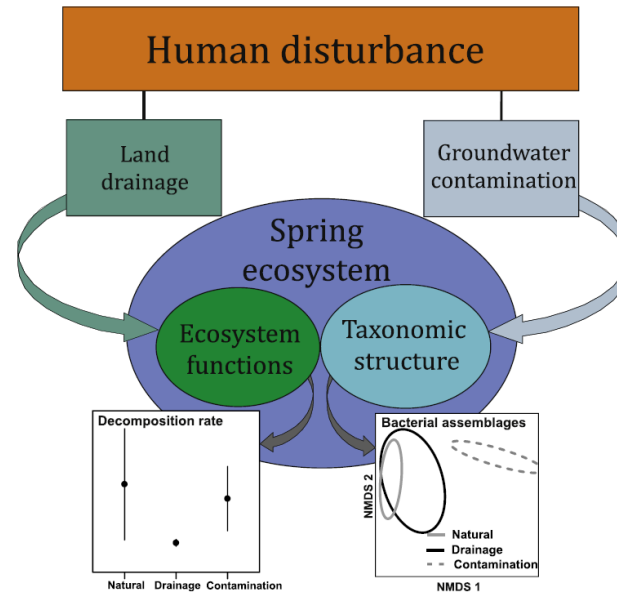 Human disturbance
Land
drainage
Groundwater
contamination
Spring
ecosystem
Ecosystem
functions
Taxonomic
structure
Decomposition rate
Natural
Drainage
Contamination
Bacterial assemblages
NMDS 2
Natural
Drainage
Contamination
NMDS 1